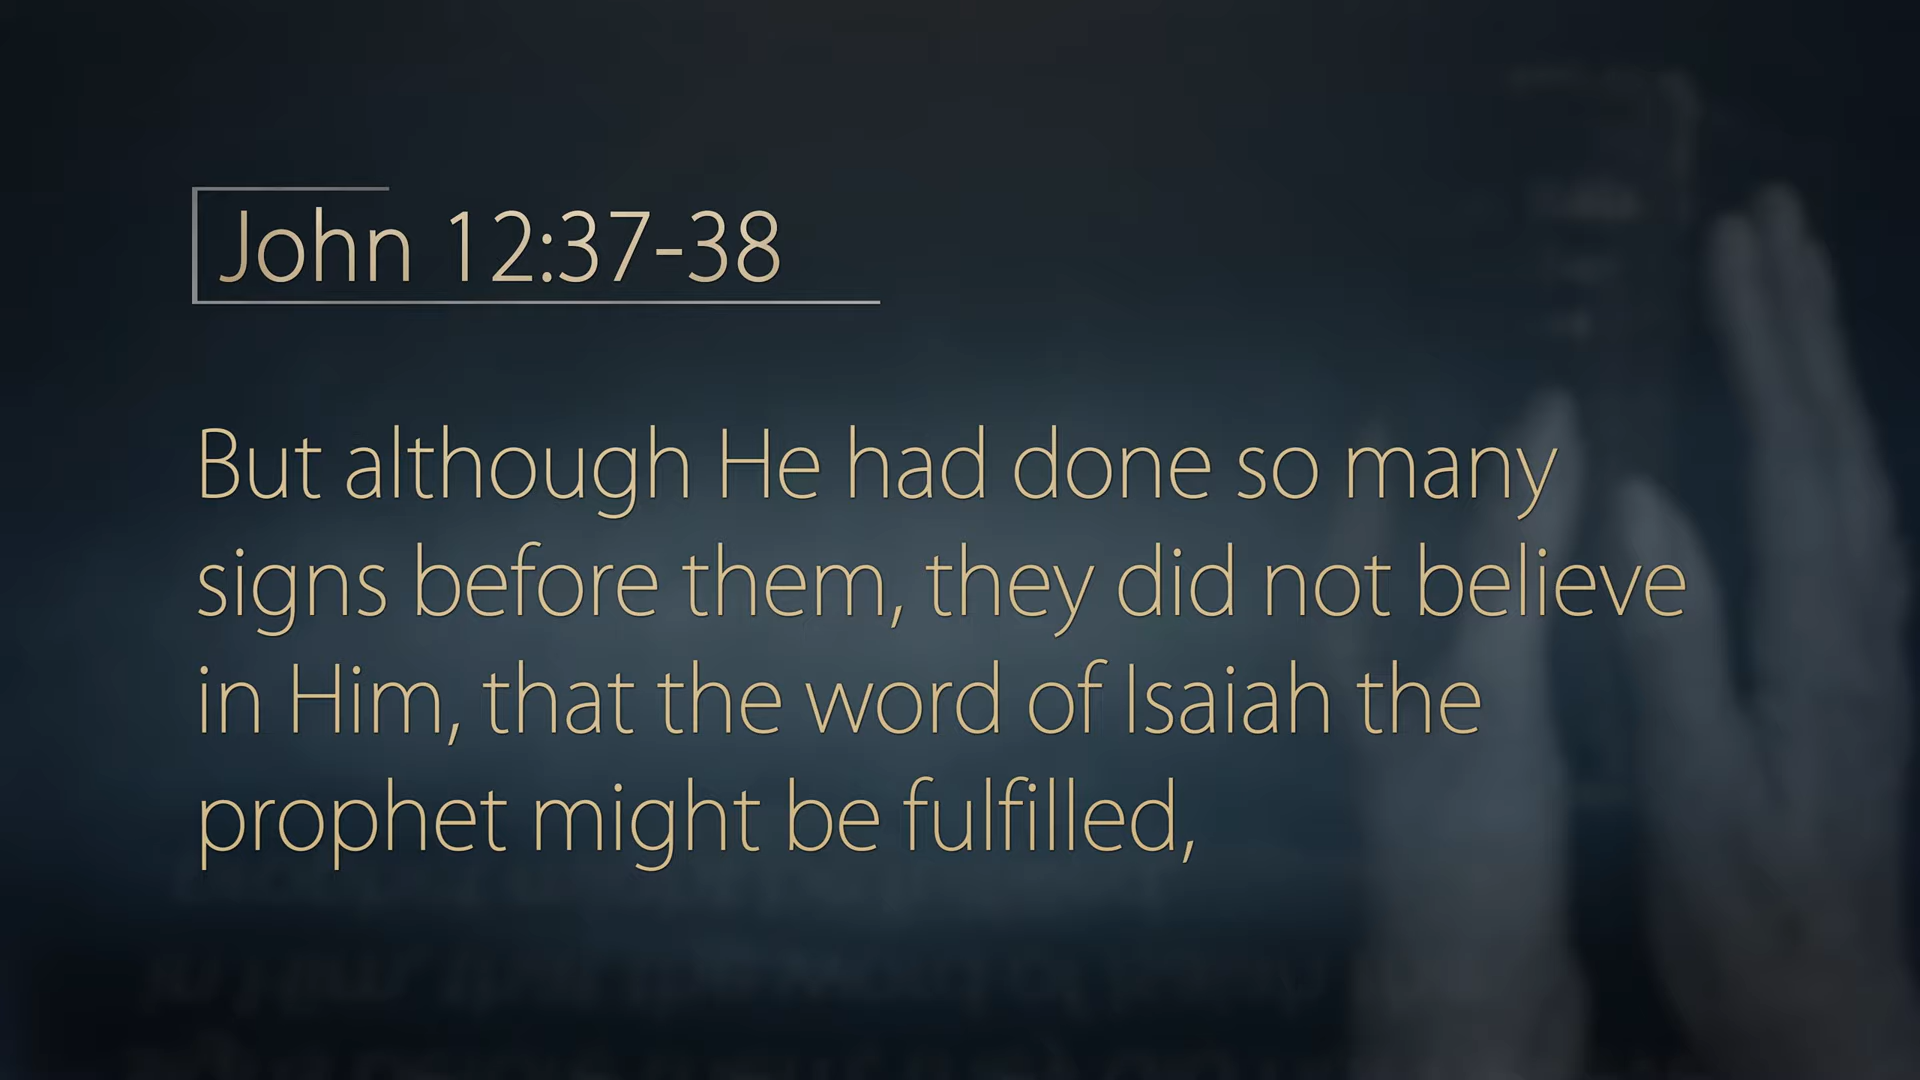 John 12:37-38
But although He had done so many
signs before them, they did not believe
in Him, that the word of Isaiah the
prophet might be fulfilled,